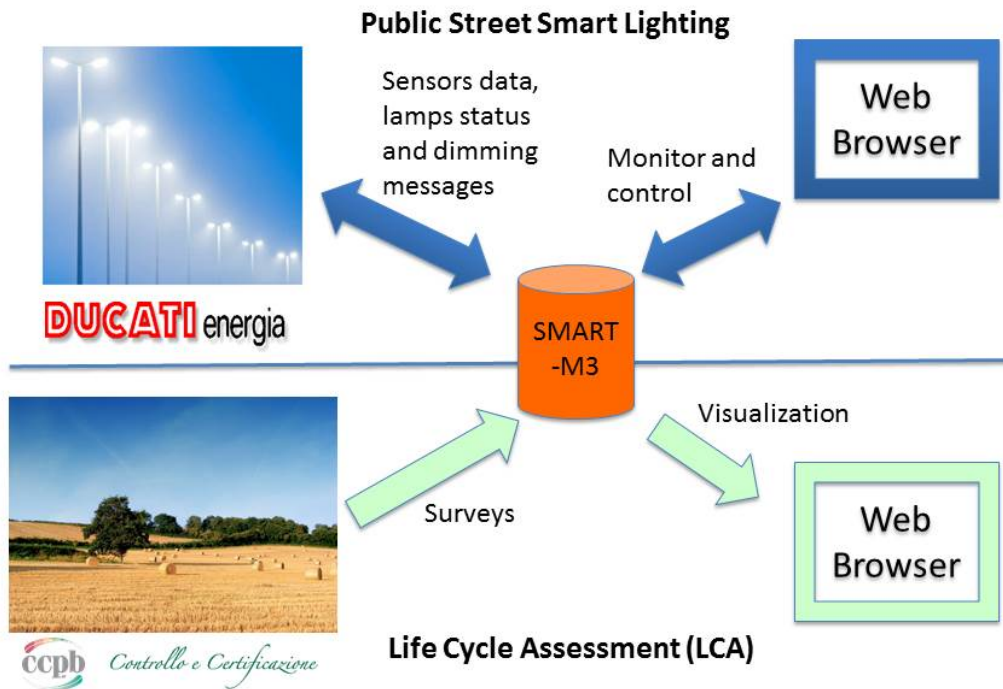 Public Street Smart Lighting
Sensors data,
lamps status
and dimming
messages
Monitor and
control
Web
Browser
DUCATI energia
SMART
-M3
Visualization
Surveys
Web
Browser
Life Cycle Assessment (LCA)
ccpb Controllo e Certificazione